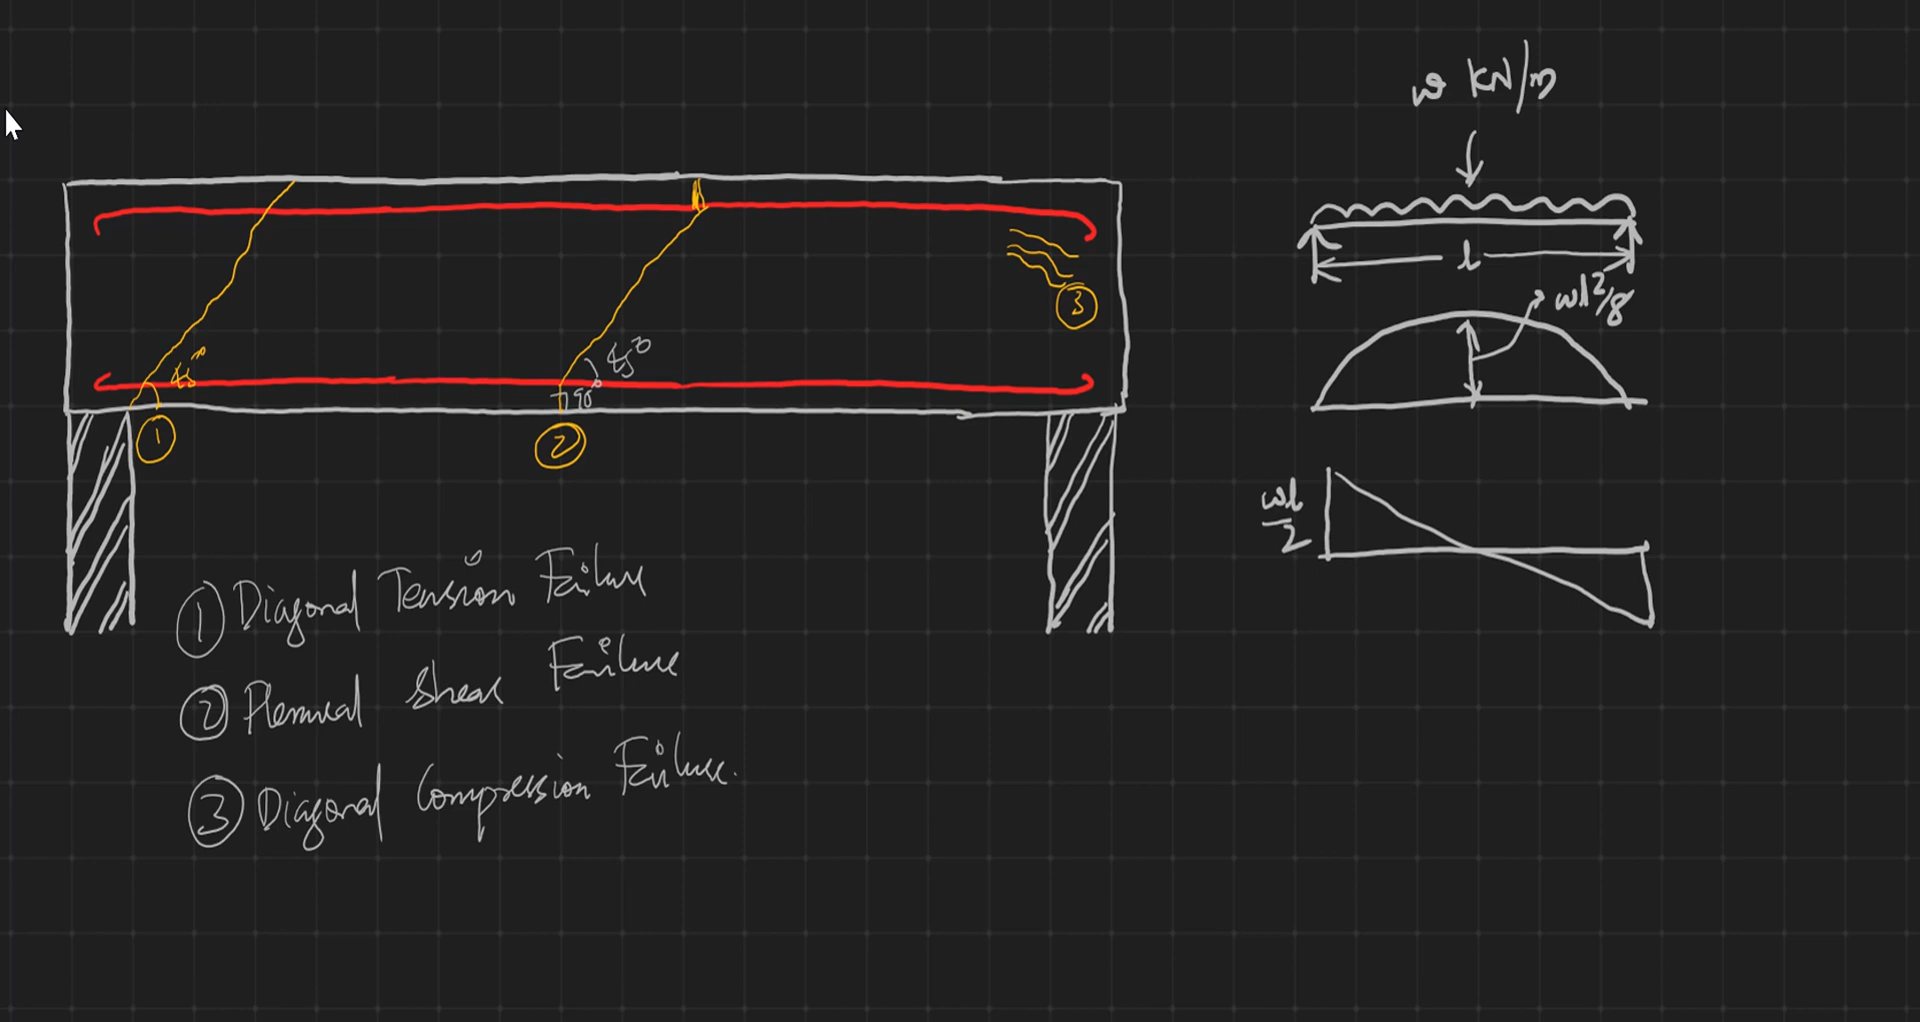 w kN/m
l
wl²/8
wl/2
45°
45°
90°
1
2
3
① Diagonal Tension Failure
② Flexural Shear Failure
③ Diagonal Compression Failure.